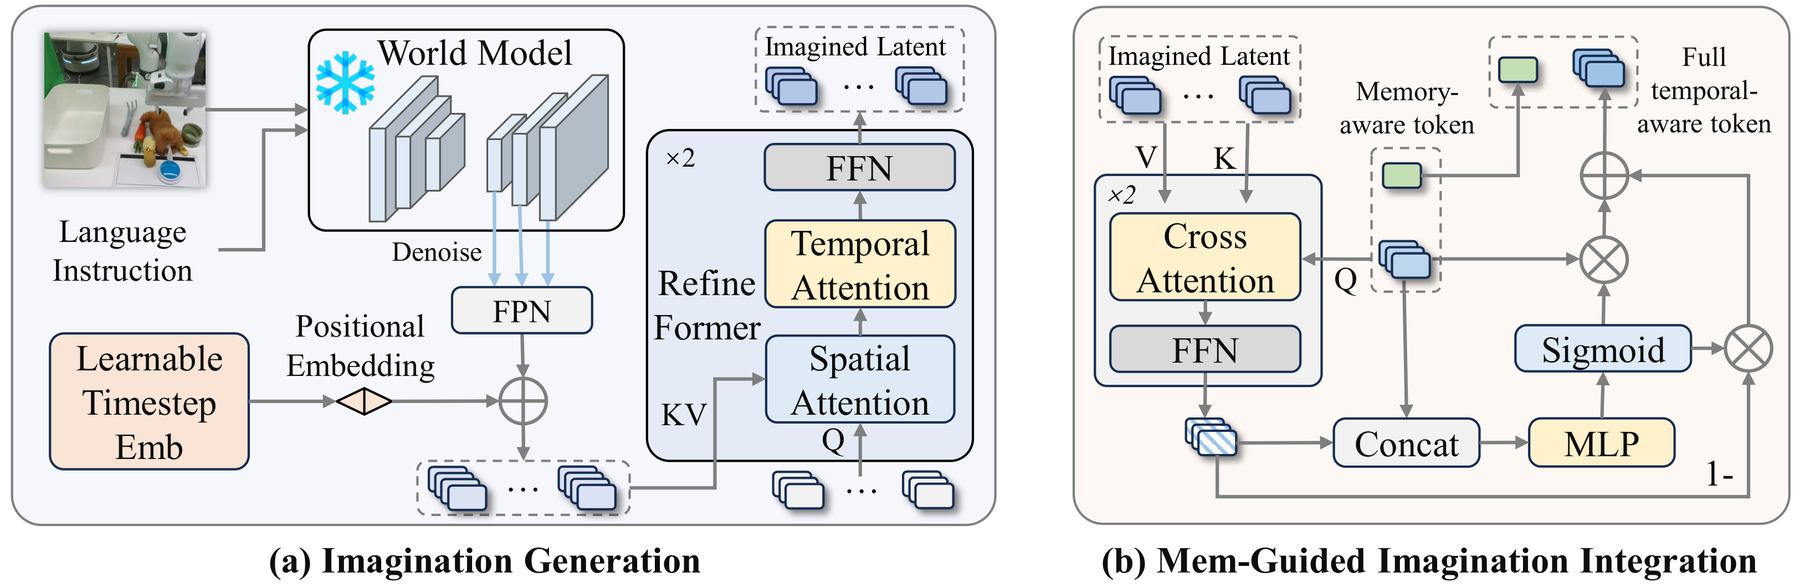 World Model
Language
Instruction
Denoise
FPN
Learnable
Timestep
Emb
Positional
Embedding
Imagined Latent
...
×2
FFN
Temporal
Attention
Refine
Former
Spatial
Attention
KV
Q
...
...
(a) Imagination Generation
Imagined Latent
...
V
K
×2
Cross
Attention
FFN
Q
Memory-
aware token
Full
temporal-
aware token
Sigmoid
Concat
MLP
1-
(b) Mem-Guided Imagination Integration